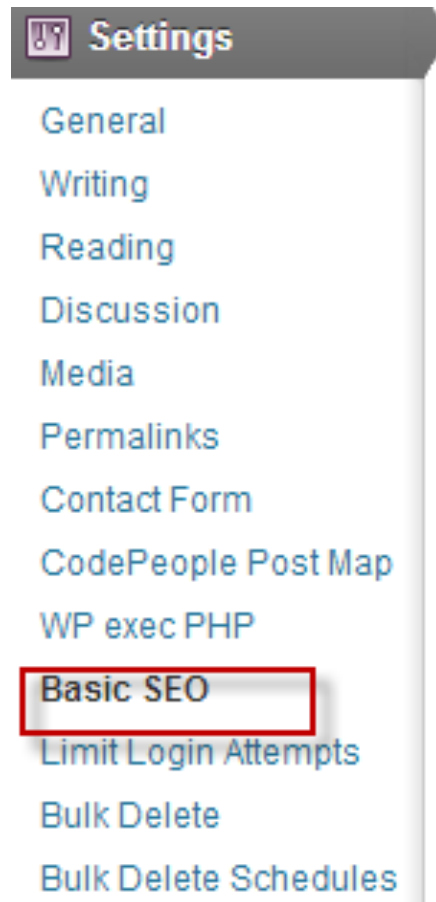 Settings
General
Writing
Reading
Discussion
Media
Permalinks
Contact Form
CodePeople Post Map
WP exec PHP
Basic SEO
Limit Login Attempts
Bulk Delete
Bulk Delete Schedules